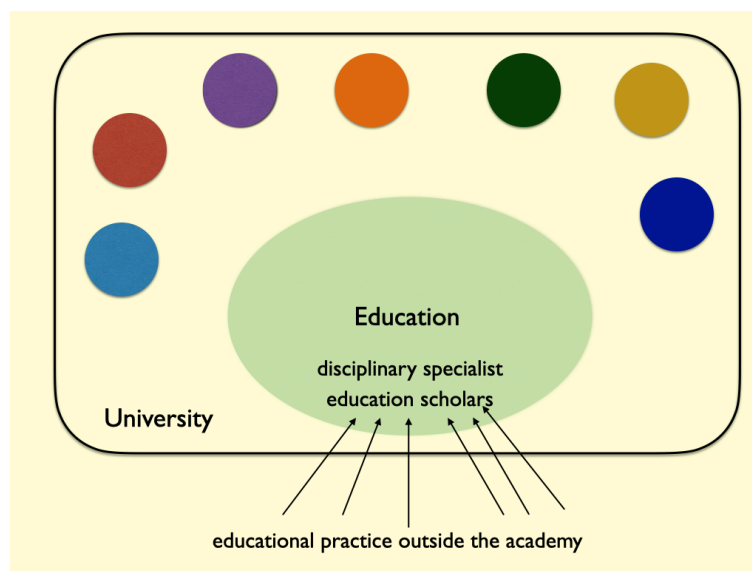 Education
disciplinary specialist
education scholars
University
educational practice outside the academy